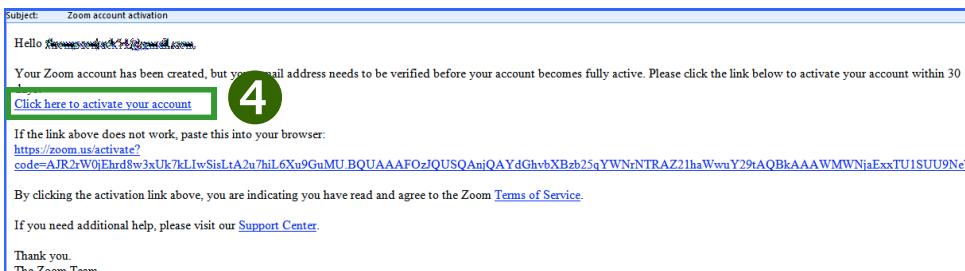 Subject: Zoom account activation
Hello
Your Zoom account has been created, but your email address needs to be verified before your account becomes fully active. Please click the link below to activate your account within 30
days.
Click here to activate your account
4
If the link above does not work, paste this into your browser:
https://zoom.us/activate?
code=AJR2rW0jEhrd8w3xUk7kLIwSisLtA2u7hiL6Xu9GuMU.BQUAAAFOzJQUSQAnjQAYdGhvbXBzb25qYWNrNTRAZ21haWwuY29tAQBkAAAWMWNjaExxTU1SUU9Ne
By clicking the activation link above, you are indicating you have read and agree to the Zoom Terms of Service.
If you need additional help, please visit our Support Center.
Thank you.
The Zoom Team